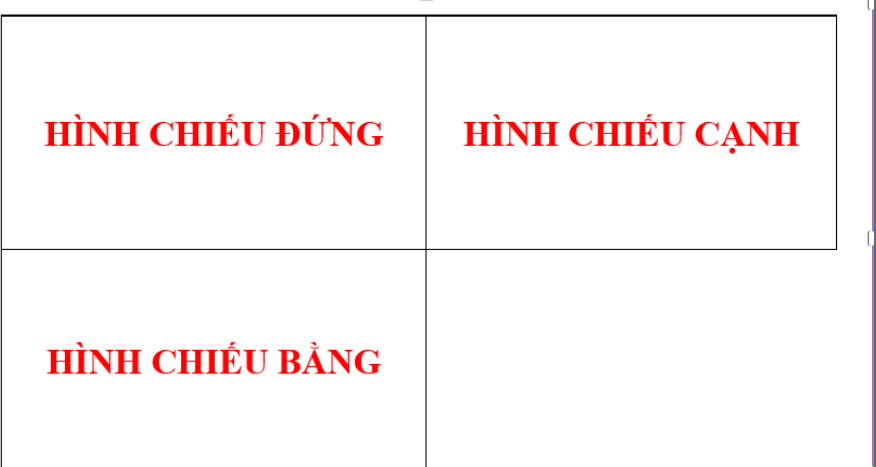 HÌNH CHIẾU ĐỨNG
HÌNH CHIẾU CẠNH
HÌNH CHIẾU BẰNG